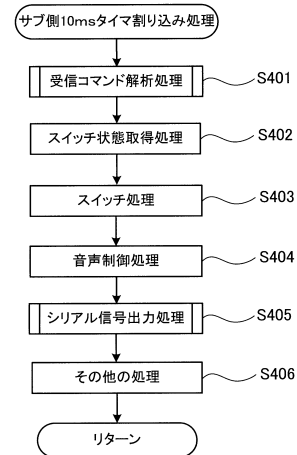 サブ側10msタイマ割り込み処理
受信コマンド解析処理
S401
スイッチ状態取得処理
S402
スイッチ処理
S403
音声制御処理
S404
シリアル信号出力処理
S405
その他の処理
S406
リターン